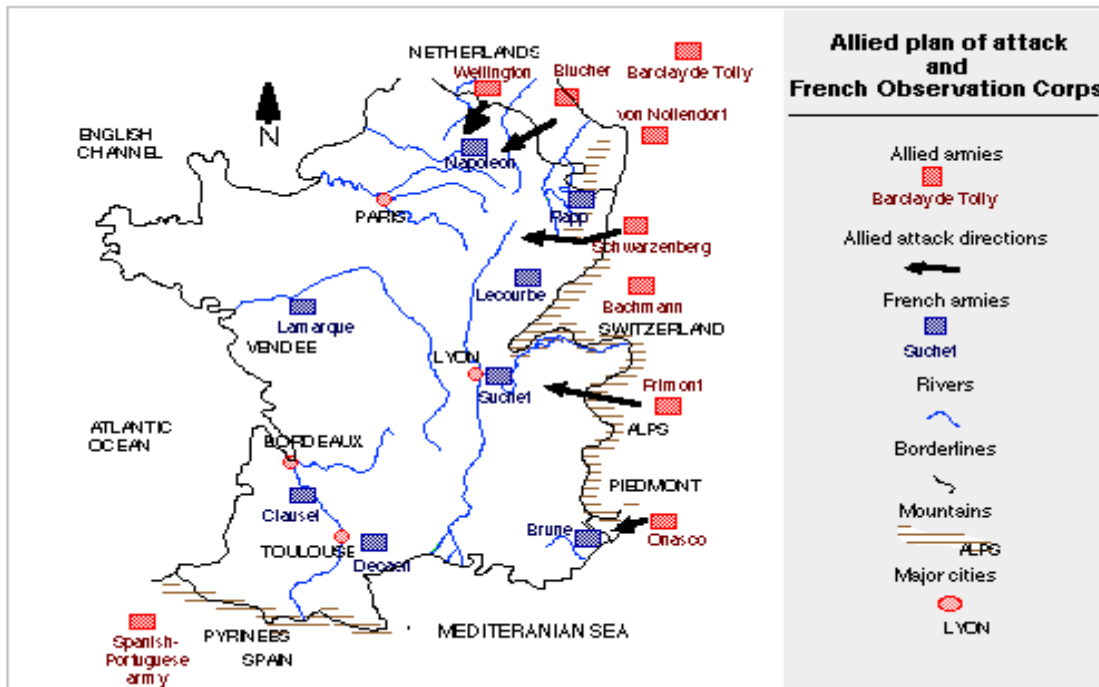 NETHERLANDS
Wellington
Blucher
Barclay de Tolly
von Nollendorf
N
ENGLISH
CHANNEL
Napoleon
PARIS
Rapp
Schwarzenberg
Lecourbe
Bachmann
Lamarque
VENDEE
SWITZERLAND
LYON
Suchet
Frimont
ATLANTIC
OCEAN
BORDEAUX
ALPS
PIEDMONT
Clausel
Brune
Onasco
TOULOUSE
Decaen
Spanish-
Portuguese
army
PYRINEES
SPAIN
MEDITERANIAN SEA
Allied plan of attack
and
French Observation Corps
Allied armies
Barclay de Tolly
Allied attack directions
French armies
Suchet
Rivers
Borderlines
Mountains
ALPS
Major cities
LYON